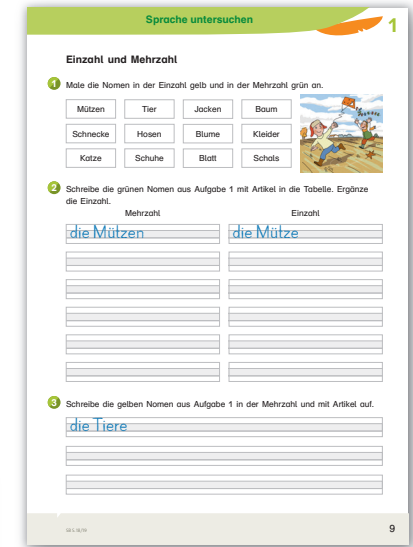 Sprache untersuchen
1
Einzahl und Mehrzahl
1 Male die Nomen in der Einzahl gelb und in der Mehrzahl grün an.
Mützen Tier Jacken Baum
Schnecke Hosen Blume Kleider
Katze Schuhe Blatt Schals
2 Schreibe die grünen Nomen aus Aufgabe 1 mit Artikel in die Tabelle. Ergänze
die Einzahl.
Mehrzahl Einzahl
die Mützen die Mütze
3 Schreibe die gelben Nomen aus Aufgabe 1 in der Mehrzahl und mit Artikel auf.
die Tiere
9